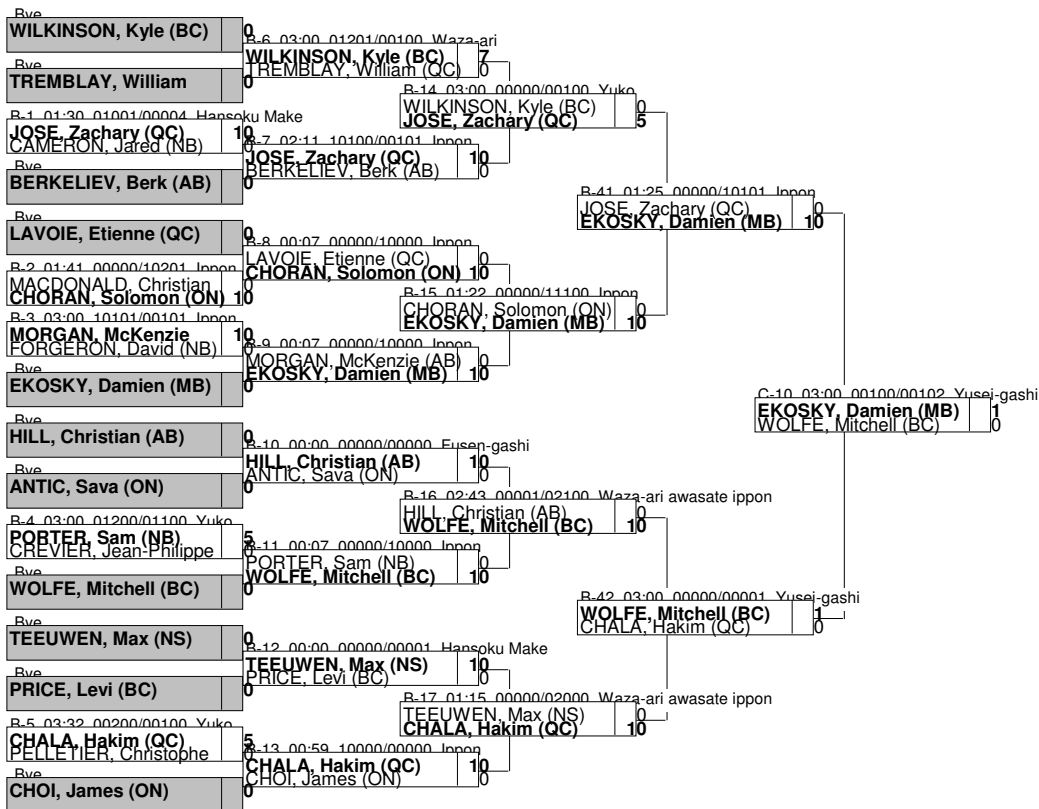 Bye
WILKINSON, Kyle (BC) 0
Bye
TREMBLAY, William 0
B-1 01:30 01001/00004 Hansoku Make
JOSE, Zachary (QC) 10
CAMERON, Jared (NB) 0
Bye
BERKELIEV, Berk (AB) 0
Bye
LAVOIE, Etienne (QC) 0
B-2 01:41 00000/10201 Ippon
MACDONALD, Christian 0
CHORAN, Solomon (ON) 10
B-3 03:00 10101/00101 Ippon
MORGAN, McKenzie 10
FORGERON, David (NB) 0
Bye
EKOSKY, Damien (MB) 0
Bye
HILL, Christian (AB) 0
Bye
ANTIC, Sava (ON) 0
B-4 03:00 01200/01100 Yuko
PORTER, Sam (NB) 5
CREVIER, Jean-Philippe 0
Bye
WOLFE, Mitchell (BC) 0
Bye
TEEUWEN, Max (NS) 0
Bye
PRICE, Levi (BC) 0
B-5 03:32 00200/00100 Yuko
CHALA, Hakim (QC) 5
PELLETIER, Christophe 0
Bye
CHOI, James (ON) 0
B-6 03:00 01201/00100 Waza-ari
WILKINSON, Kyle (BC) 7
TREMBLAY, William (QC) 0
B-7 02:11 10100/00101 Ippon
JOSE, Zachary (QC) 10
BERKELIEV, Berk (AB) 0
B-8 00:07 00000/10000 Ippon
LAVOIE, Etienne (QC) 0
CHORAN, Solomon (ON) 10
B-9 00:07 00000/10000 Ippon
MORGAN, McKenzie (AB) 0
EKOSKY, Damien (MB) 10
B-10 00:00 00000/00000 Fusen-gashi
HILL, Christian (AB) 10
ANTIC, Sava (ON) 0
B-11 00:07 00000/10000 Ippon
PORTER, Sam (NB) 0
WOLFE, Mitchell (BC) 10
B-12 00:00 00000/00001 Hansoku Make
TEEUWEN, Max (NS) 10
PRICE, Levi (BC) 0
B-13 00:59 10000/00000 Ippon
CHALA, Hakim (QC) 10
CHOI, James (ON) 0
B-14 03:00 00000/00100 Yuko
WILKINSON, Kyle (BC) 0
JOSE, Zachary (QC) 5
B-15 01:22 00000/11100 Ippon
CHORAN, Solomon (ON) 0
EKOSKY, Damien (MB) 10
B-16 02:43 00001/02100 Waza-ari awasate ippon
HILL, Christian (AB) 0
WOLFE, Mitchell (BC) 10
B-17 01:15 00000/02000 Waza-ari awasate ippon
TEEUWEN, Max (NS) 0
CHALA, Hakim (QC) 10
B-41 01:25 00000/10101 Ippon
JOSE, Zachary (QC) 0
EKOSKY, Damien (MB) 10
B-42 03:00 00000/00001 Yusei-gashi
WOLFE, Mitchell (BC) 1
CHALA, Hakim (QC) 0
C-10 03:00 00100/00102 Yusei-gashi
EKOSKY, Damien (MB) 1
WOLFE, Mitchell (BC) 0